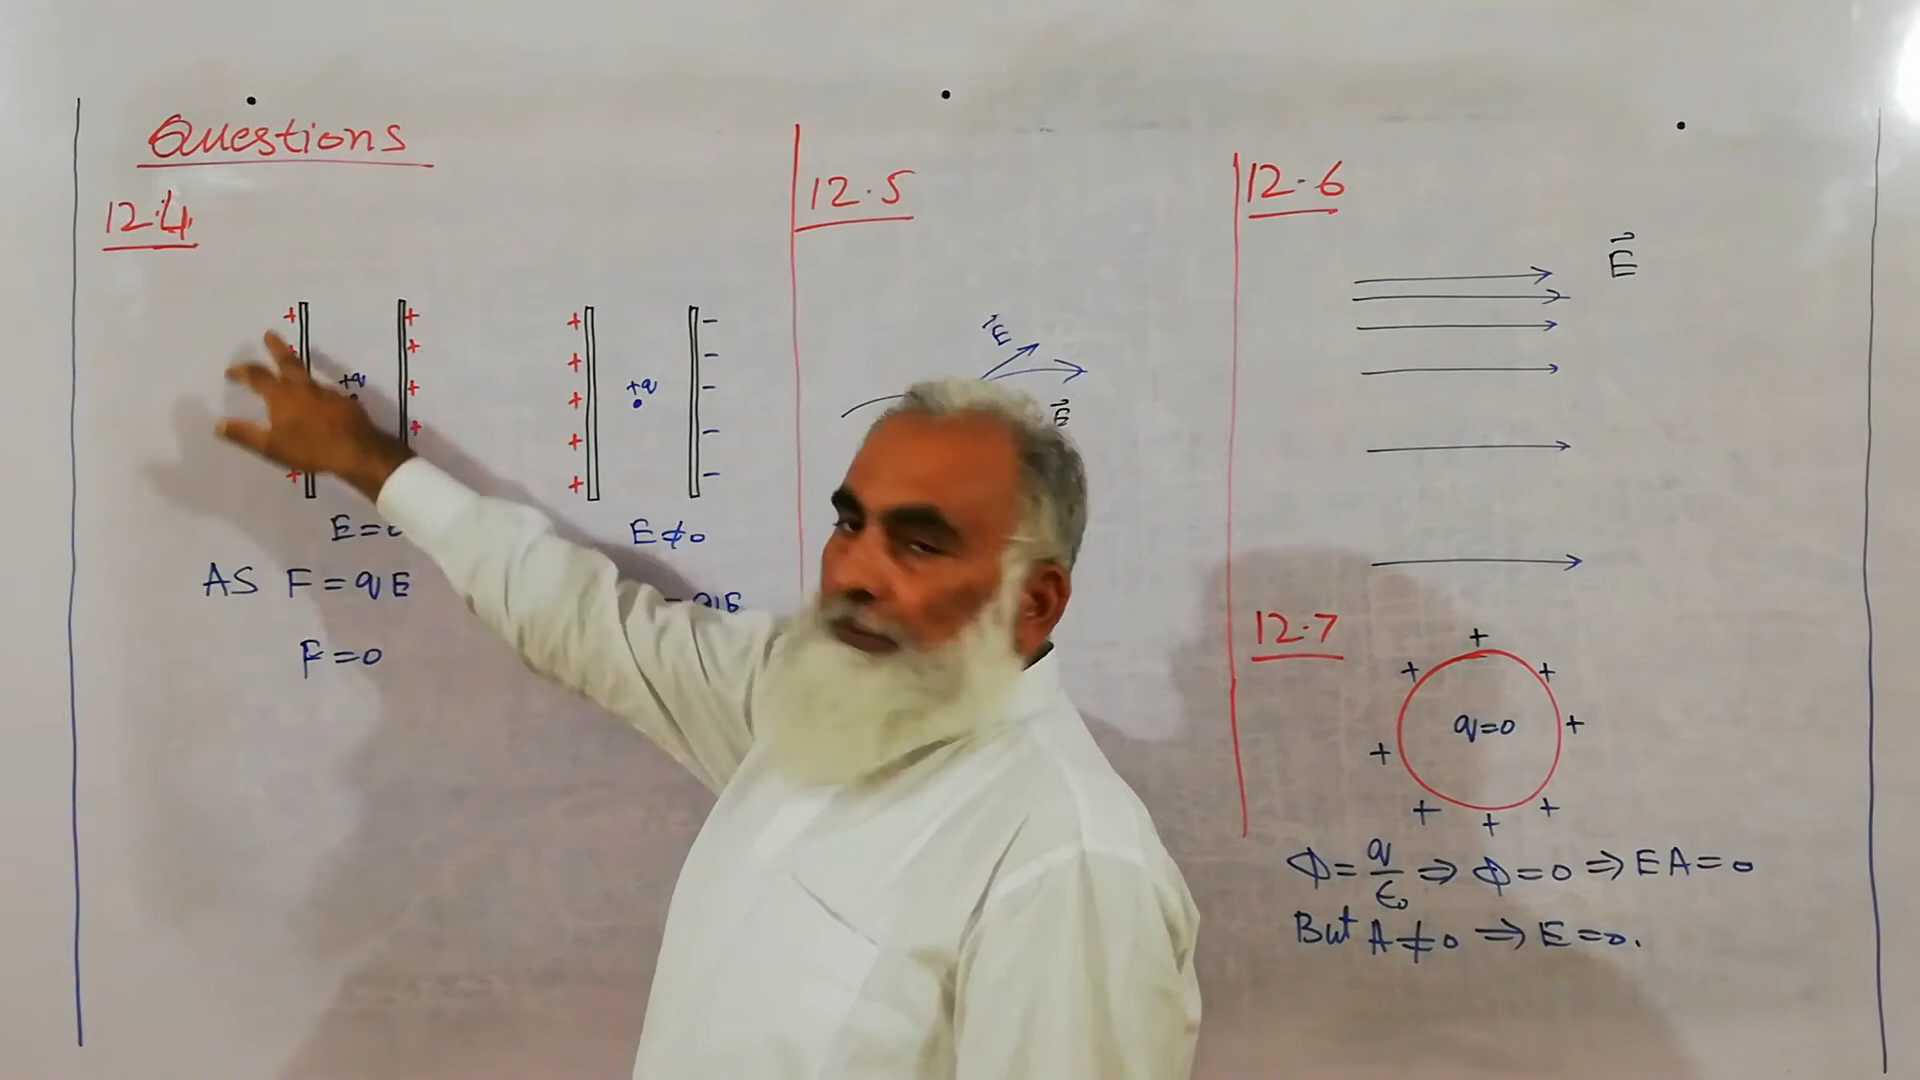 Questions
12.4
+ +
+
+q +
+
+
E=
AS F = qE
F=0
+ -
+ -
+ +q -
+ -
+ -
E≠0
12.5
E
E
12.6
E
12.7
+
+ +
q=0 +
+
+ +
+
Φ= q/ε₀ ⇒ Φ=0 ⇒ EA=0
But A≠0 ⇒ E=0.